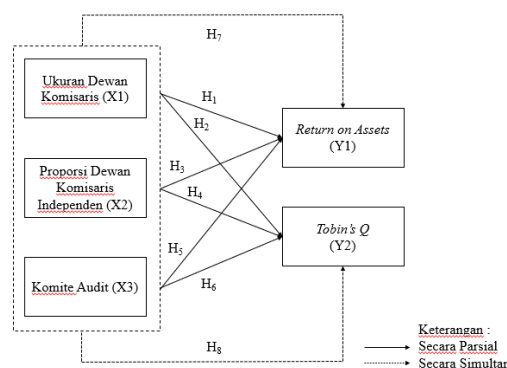 H7
Ukuran Dewan
Komisaris (X1)
H1
H2
Return on Assets
(Y1)
Proporsi Dewan
Komisaris
Independen (X2)
H3
H4
Tobin's Q
(Y2)
H5
Komite Audit (X3)
H6
H8
Keterangan :
Secara Parsial
Secara Simultan